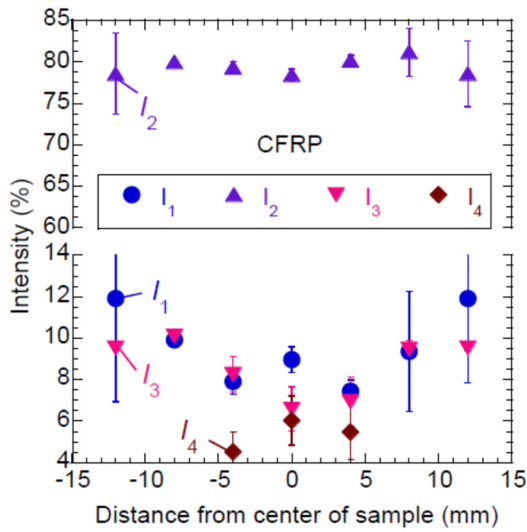 85
80
75
70
65
60
I2
CFRP
I1 I2 I3 I4
Intensity (%)
14
12
10
8
6
4
I1
I3
I4
-15 -10 -5 0 5 10 15
Distance from center of sample (mm)